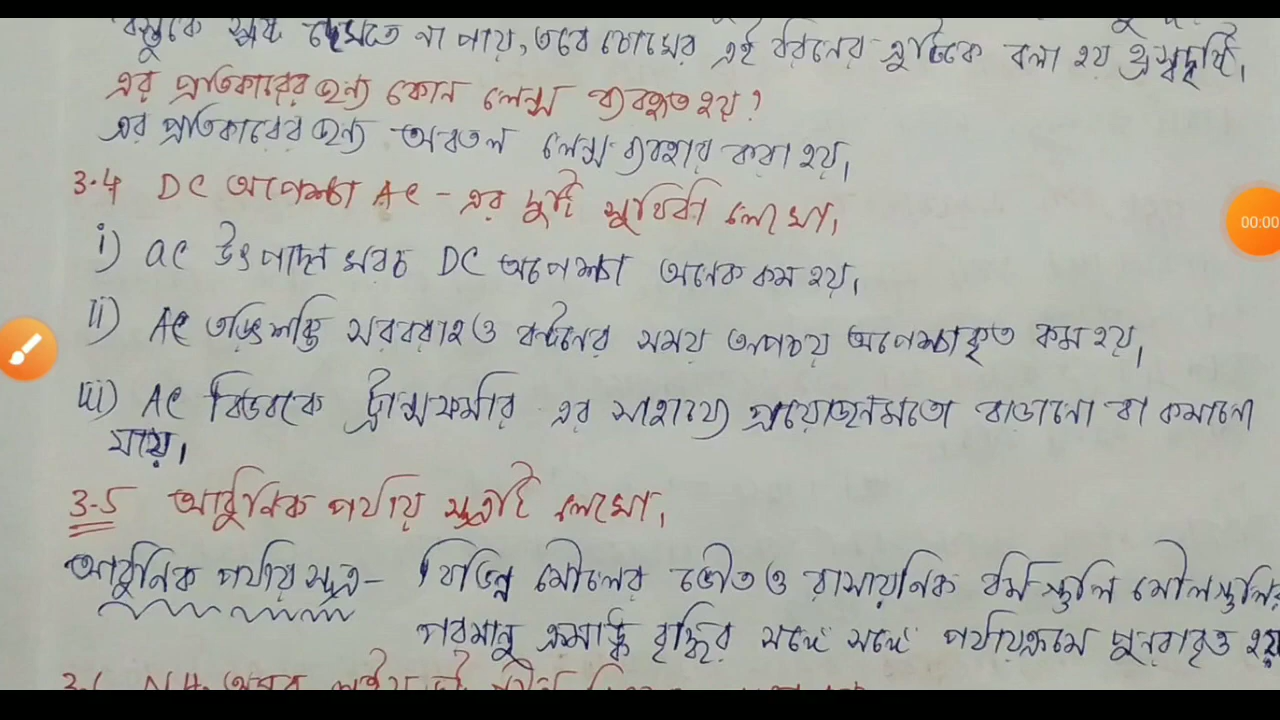 বস্তুকে স্পষ্ট দেখতে না পায়, তবে চোখের এই ধরনের ত্রুটিকে বলা হয় হ্রস্বদৃষ্টি।
এর প্রতিকারের জন্য কোন লেন্স ব্যবহৃত হয়?
এর প্রতিকারের জন্য অবতল লেন্স ব্যবহার করা হয়।
3.4 DC অপেক্ষা AC - এর দুটি সুবিধা লেখো।
i) ac উৎপাদন খরচ DC অপেক্ষা অনেক কম হয়।
ii) AC তড়িৎশক্তি সরবরাহ ও বন্টনের সময় অপচয় অপেক্ষাকৃত কম হয়।
iii) AC বিভবকে ট্রান্সফর্মার এর সাহায্যে প্রয়োজনমতো বাড়ানো বা কমানো
যায়।
3.5 আধুনিক পর্যায় সূত্রটি লেখো।
আধুনিক পর্যায় সূত্র - বিভিন্ন মৌলের ভৌত ও রাসায়নিক ধর্মগুলি মৌলগুলির
পরমাণু ক্রমাঙ্ক বৃদ্ধির সঙ্গে সঙ্গে পর্যায়ক্রমে পুনরাবৃত্ত হয়
00:00